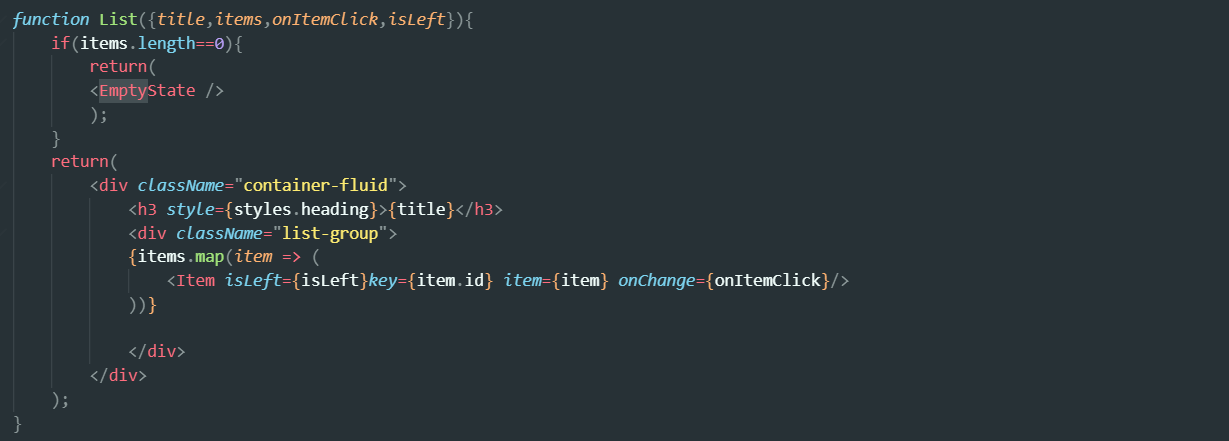 function List({title,items,onItemClick,isLeft}){
if(items.length==0){
return(
<EmptyState />
);
}
return(
<div className="container-fluid">
<h3 style={styles.heading}>{title}</h3>
<div className="list-group">
{items.map(item => (
<Item isLeft={isLeft}key={item.id} item={item} onChange={onItemClick}/>
))}
</div>
</div>
);
}